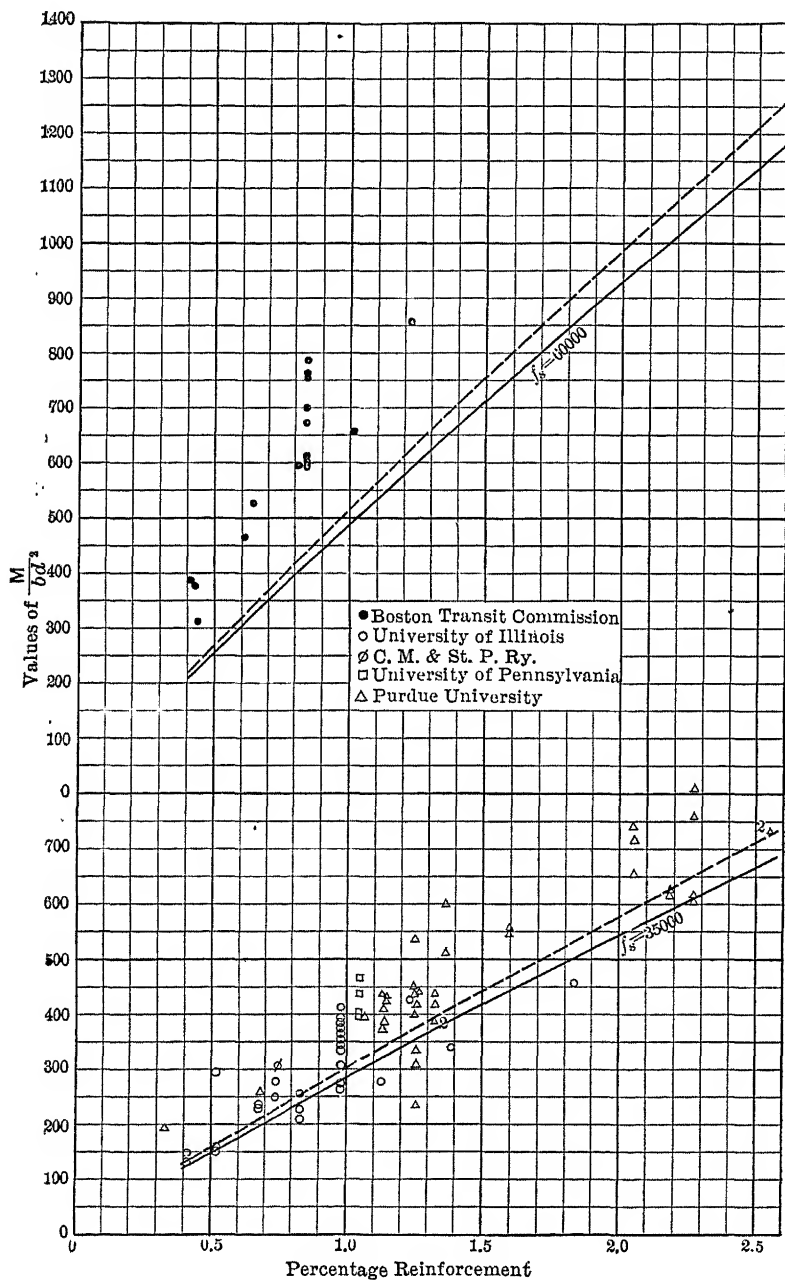 1400
1300
1200
1100
1000
900
800
700
600
500
400
300
200
100
0
700
600
500
400
300
200
100
0
Values of M/bd²
fs=60000
● Boston Transit Commission
○ University of Illinois
∅ C. M. & St. P. Ry.
□ University of Pennsylvania
△ Purdue University
2
fs=35000
2
0 0.5 1.0 1.5 2.0 2.5
Percentage Reinforcement